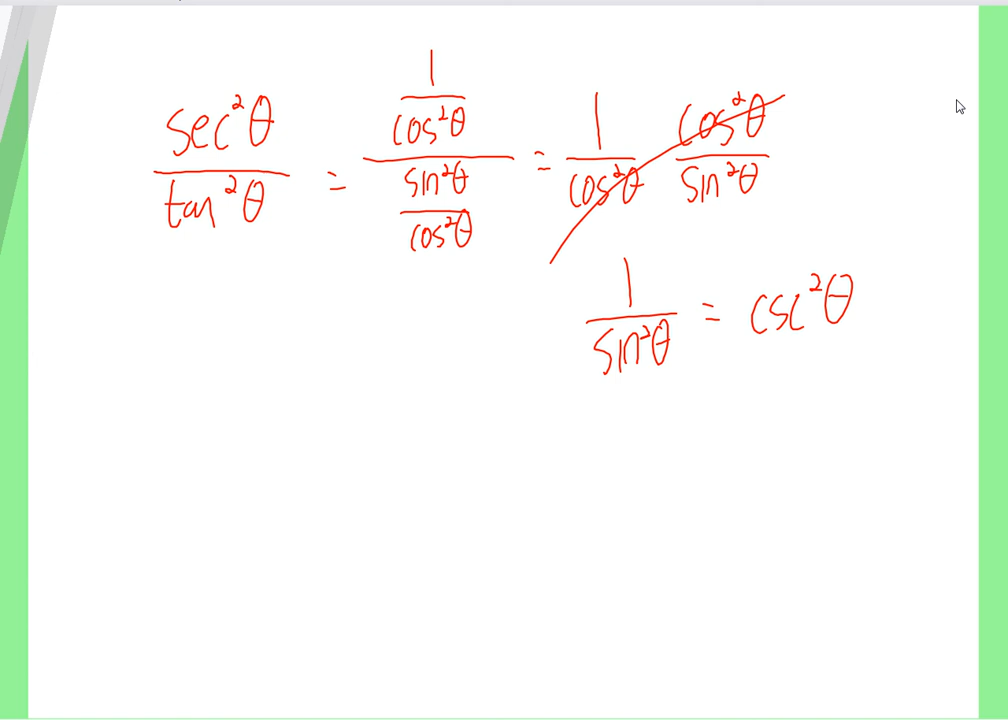 sec²θ/tan²θ = (1/cos²θ)/(sin²θ/cos²θ) = 1/cos²θ cos²θ/sin²θ
1/sin²θ = csc²θ